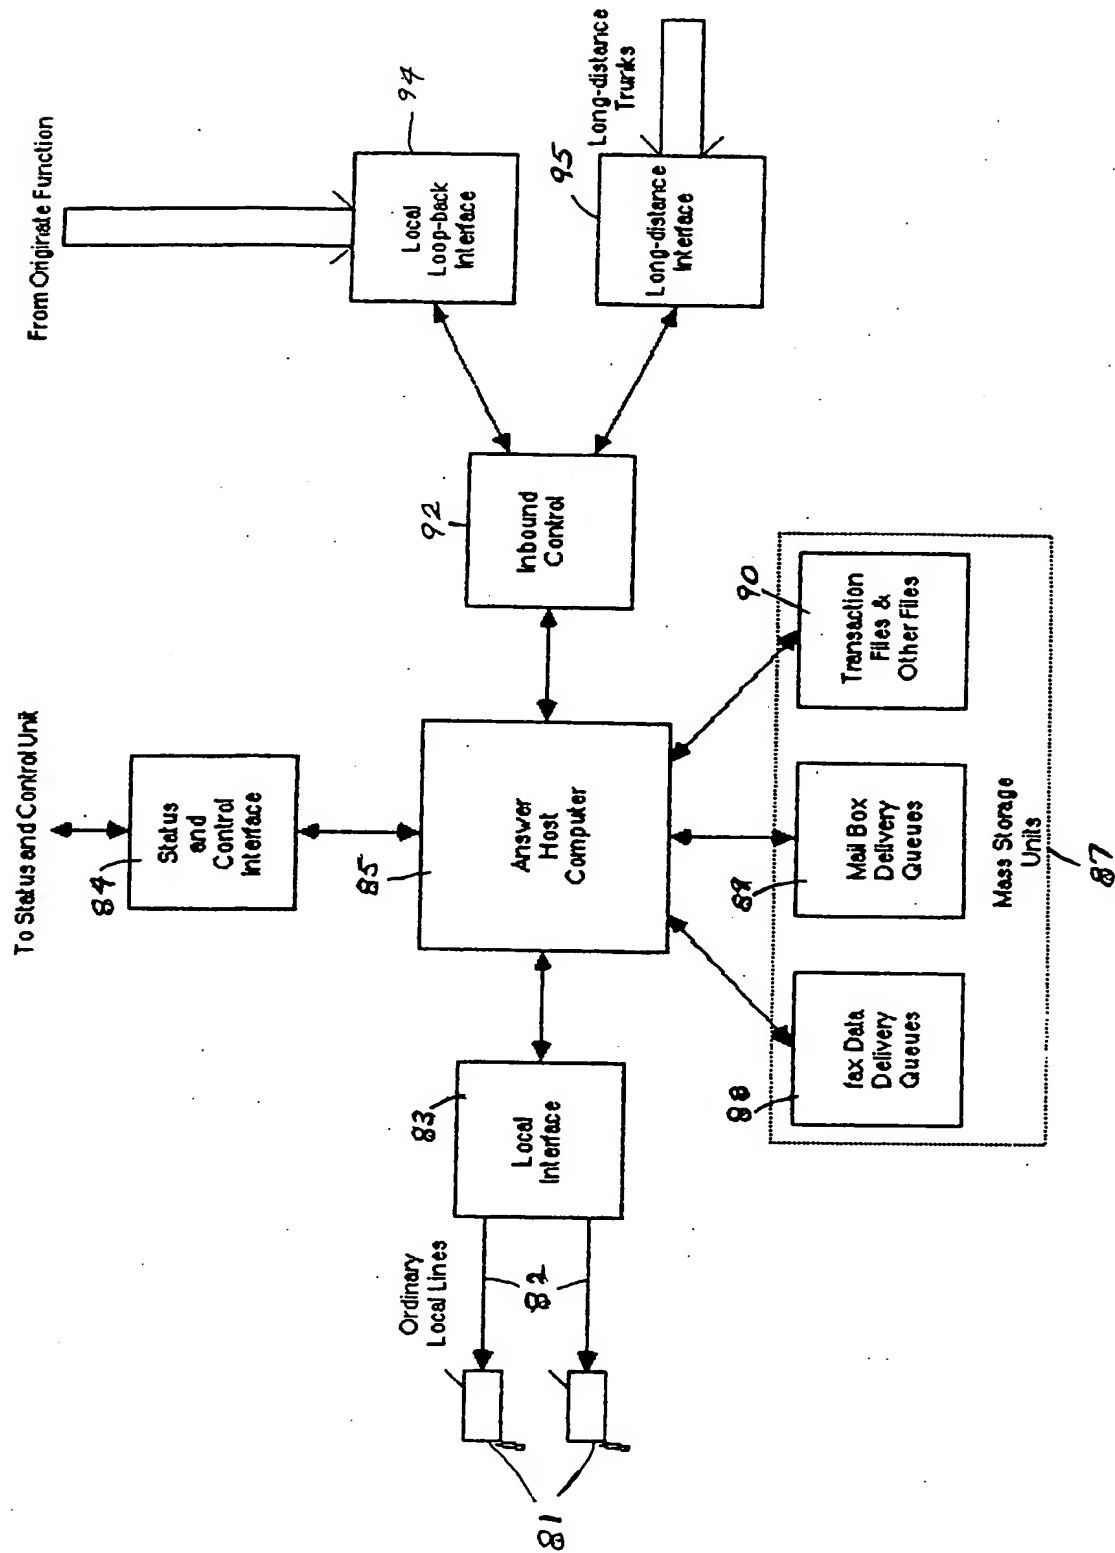 To Status and Control Unit
From Originate Function
84
Status
and
Control
Interface
94
Local
Loop-back
Interface
Ordinary
Local Lines
83
85
92
81
82
Local
Interface
Answer
Host
Computer
Inbound
Control
95
Long-distance
Trunks
Long-distance
Interface
88
89
90
fax Data
Delivery
Queues
Mail Box
Delivery
Queues
Transaction
Files &
Other Files
Mass Storage
Units
87